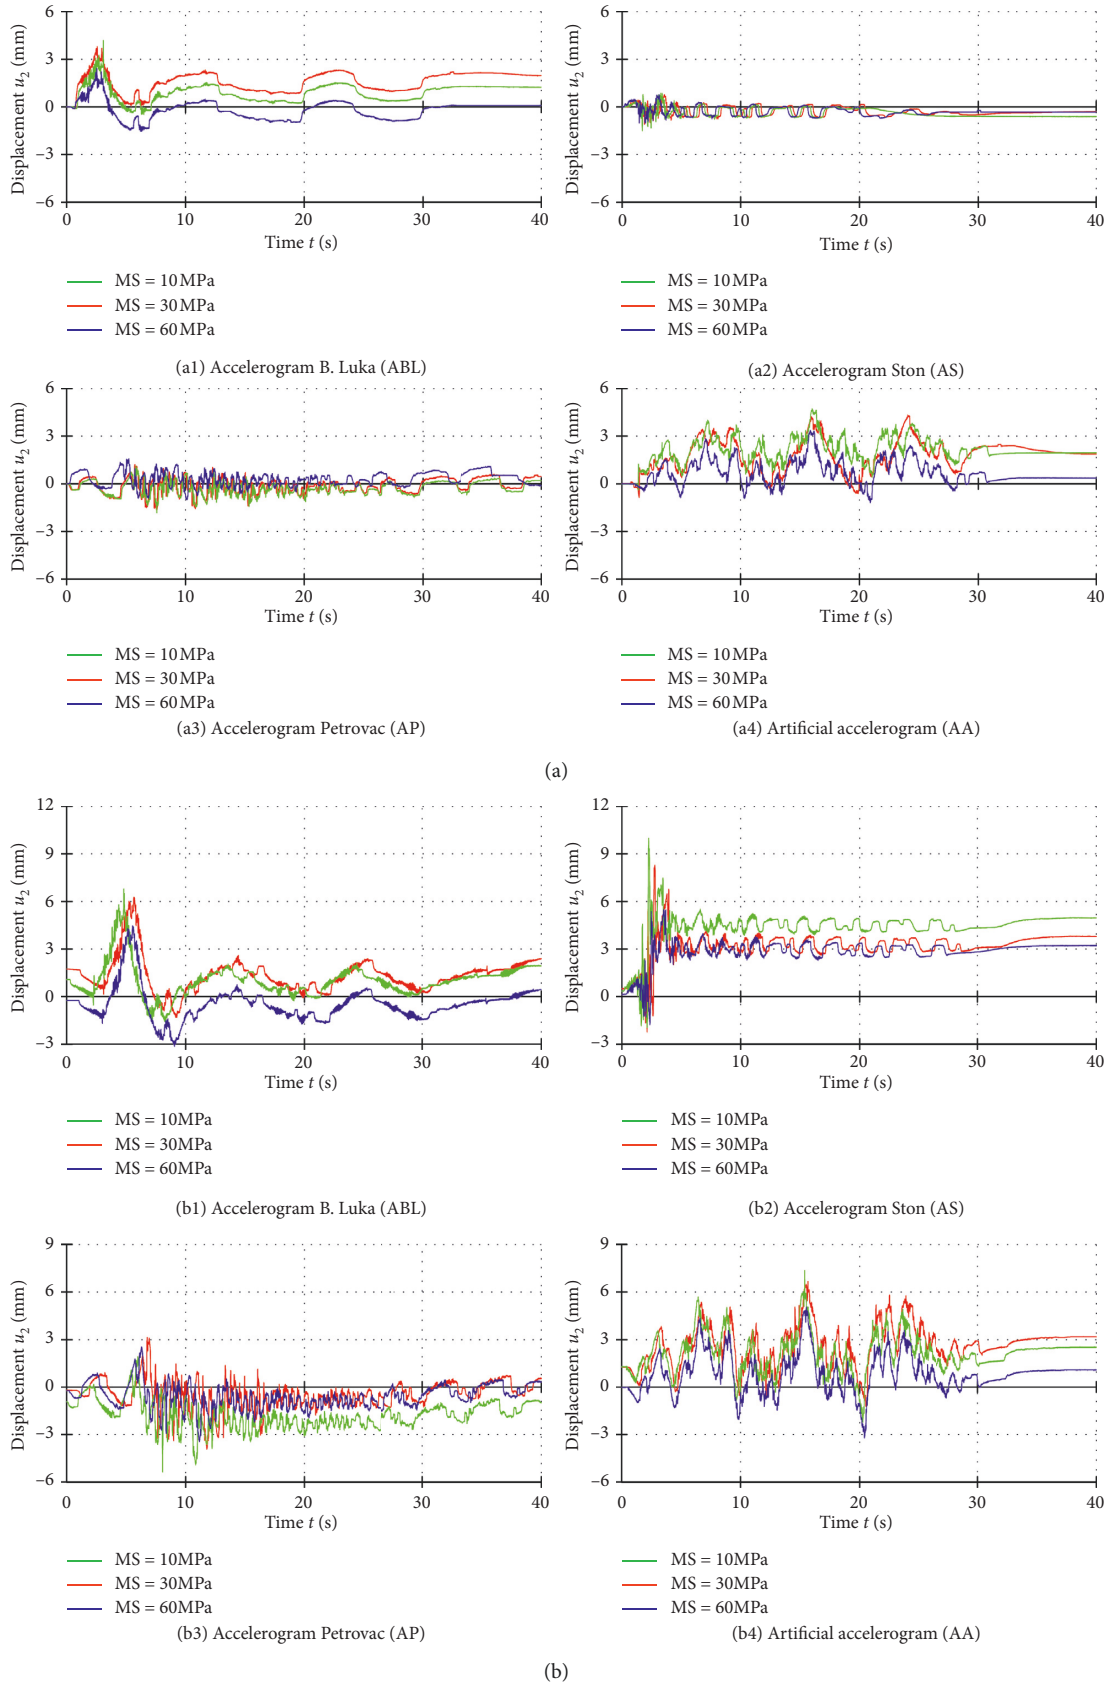 6
3
0
−3
−6
Displacement u2 (mm)
0 10 20 30 40
Time t (s)
MS = 10 MPa
MS = 30 MPa
MS = 60 MPa
(a1) Accelerogram B. Luka (ABL)
6
3
0
−3
−6
Displacement u2 (mm)
0 10 20 30 40
Time t (s)
MS = 10 MPa
MS = 30 MPa
MS = 60 MPa
(a2) Accelerogram Ston (AS)
6
3
0
−3
−6
Displacement u2 (mm)
0 10 20 30 40
Time t (s)
MS = 10 MPa
MS = 30 MPa
MS = 60 MPa
(a3) Accelerogram Petrovac (AP)
6
3
0
−3
−6
Displacement u2 (mm)
0 10 20 30 40
Time t (s)
MS = 10 MPa
MS = 30 MPa
MS = 60 MPa
(a4) Artificial accelerogram (AA)
(a)
12
9
6
3
0
−3
Displacement u2 (mm)
0 10 20 30 40
Time t (s)
MS = 10MPa
MS = 30MPa
MS = 60MPa
(b1) Accelerogram B. Luka (ABL)
12
9
6
3
0
−3
Displacement u2 (mm)
0 10 20 30 40
Time t (s)
MS = 10MPa
MS = 30MPa
MS = 60MPa
(b2) Accelerogram Ston (AS)
9
6
3
0
−3
−6
Displacement u2 (mm)
0 10 20 30 40
Time t (s)
MS = 10MPa
MS = 30MPa
MS = 60MPa
(b3) Accelerogram Petrovac (AP)
9
6
3
0
−3
−6
Displacement u2 (mm)
0 10 20 30 40
Time t (s)
MS = 10MPa
MS = 30MPa
MS = 60MPa
(b4) Artificial accelerogram (AA)
(b)